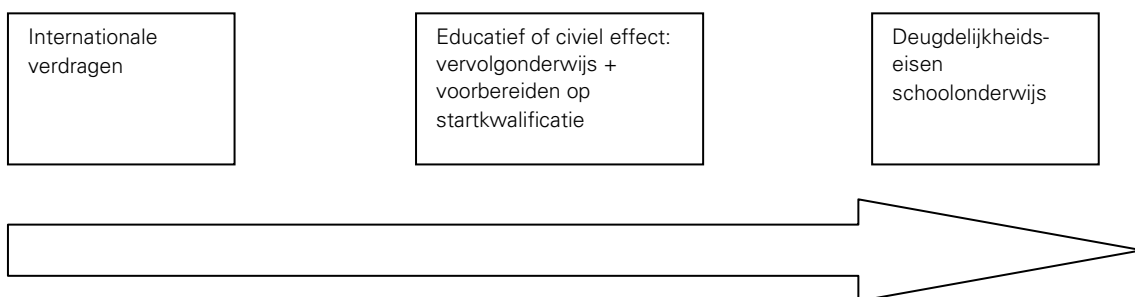 Internationale
verdragen
Educatief of civiel effect:
vervolgonderwijs +
voorbereiden op
startkwalificatie
Deugdelijkheids-
eisen
schoolonderwijs